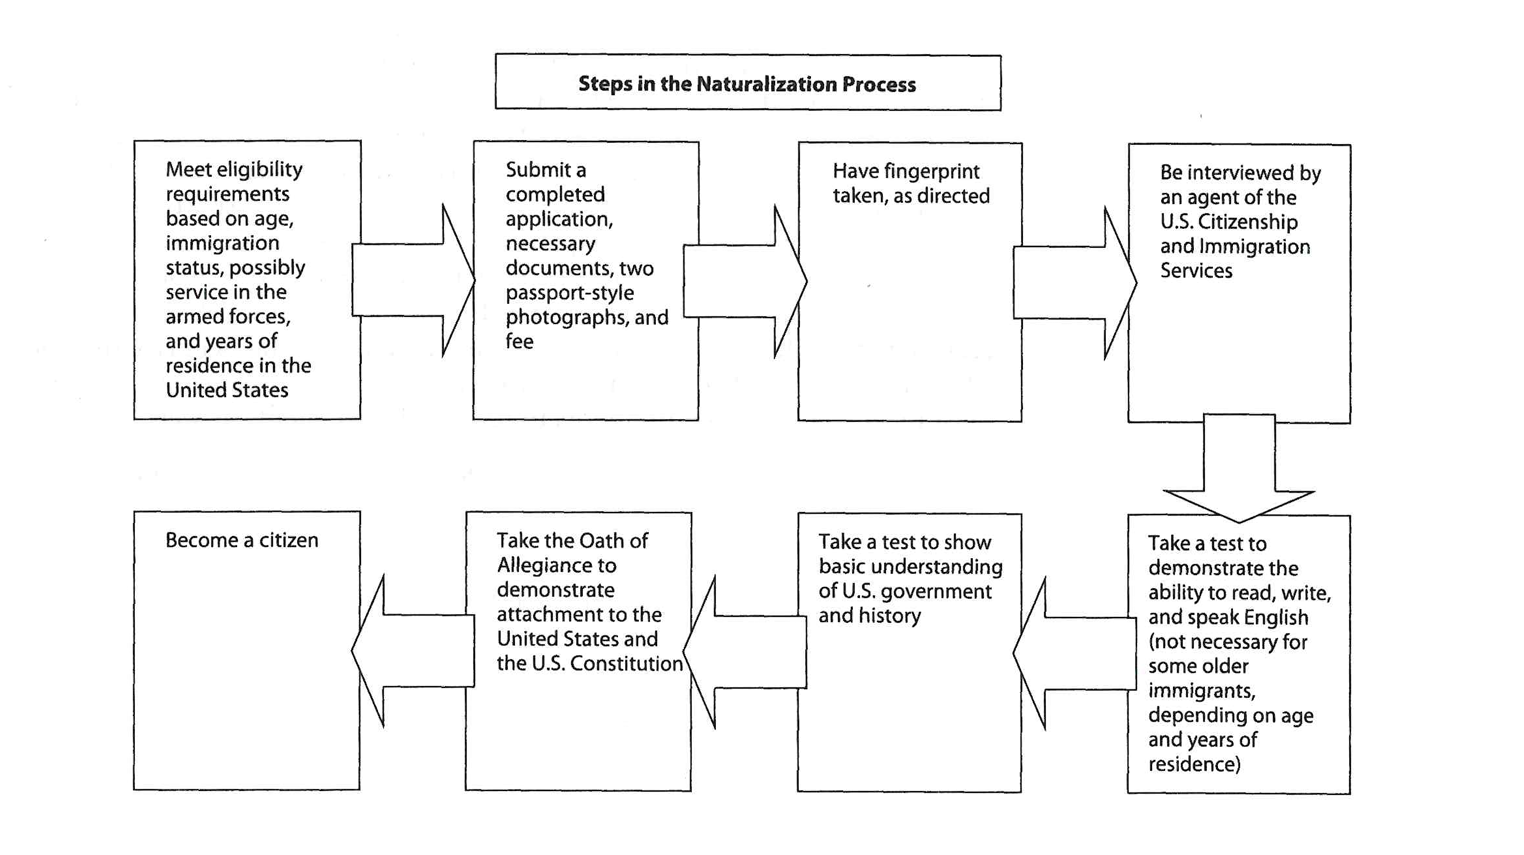 Steps in the Naturalization Process
Meet eligibility
requirements
based on age,
immigration
status, possibly
service in the
armed forces,
and years of
residence in the
United States
Submit a
completed
application,
necessary
documents, two
passport-style
photographs, and
fee
Have fingerprint
taken, as directed
Be interviewed by
an agent of the
U.S. Citizenship
and Immigration
Services
Take a test to
demonstrate the
ability to read, write,
and speak English
(not necessary for
some older
immigrants,
depending on age
and years of
residence)
Take a test to show
basic understanding
of U.S. government
and history
Take the Oath of
Allegiance to
demonstrate
attachment to the
United States and
the U.S. Constitution
Become a citizen